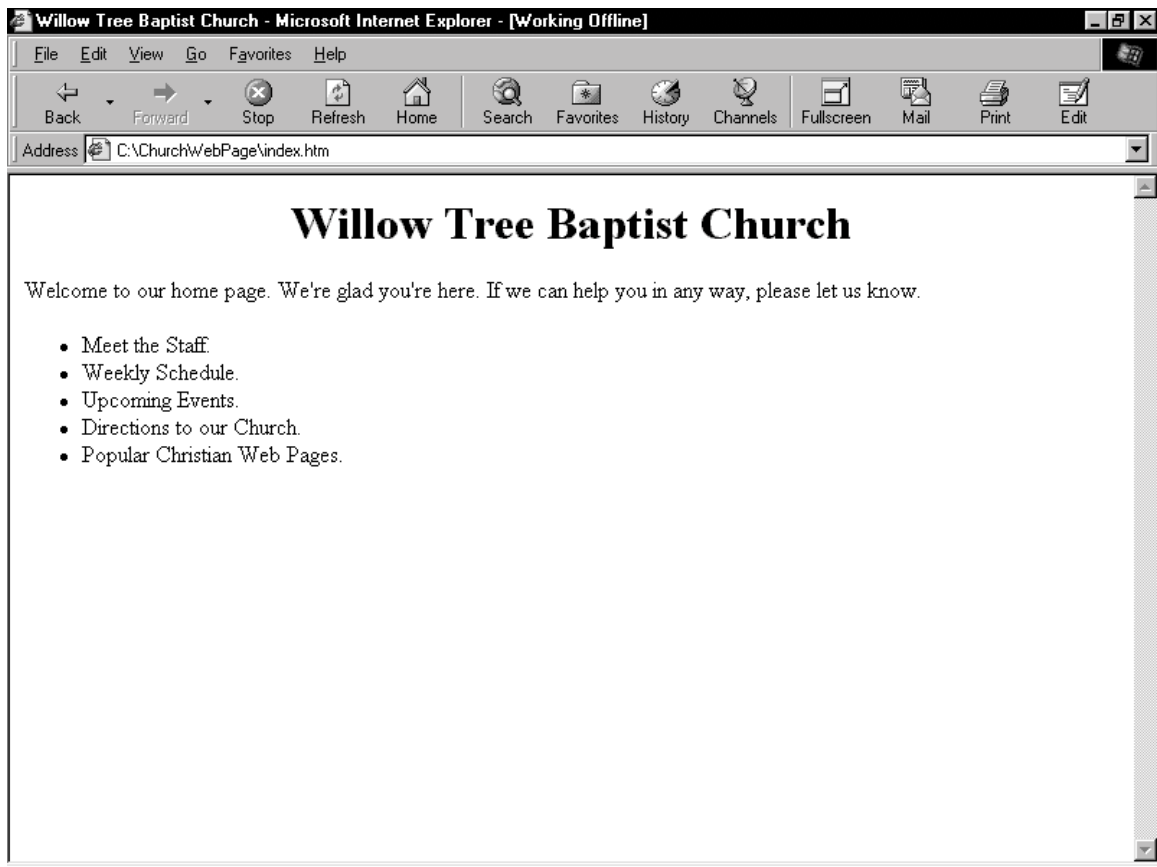 Willow Tree Baptist Church - Microsoft Internet Explorer - [Working Offline]
File Edit View Go Favorites Help
Back Forward Stop Refresh Home Search Favorites History Channels Fullscreen Mail Print Edit
Address C:\ChurchWebPage\index.htm
Willow Tree Baptist Church
Welcome to our home page. We're glad you're here. If we can help you in any way, please let us know.
• Meet the Staff.
• Weekly Schedule.
• Upcoming Events.
• Directions to our Church.
• Popular Christian Web Pages.